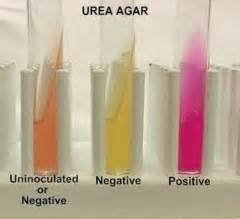 UREA AGAR
Uninoculated
or
Negative
Negative
Positive